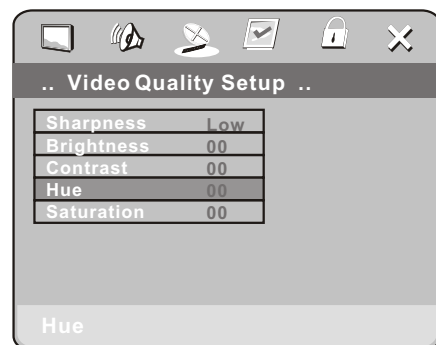 .. Video Quality Setup ..
Sharpness Low
Brightness 00
Contrast 00
Hue 00
Saturation 00
Hue